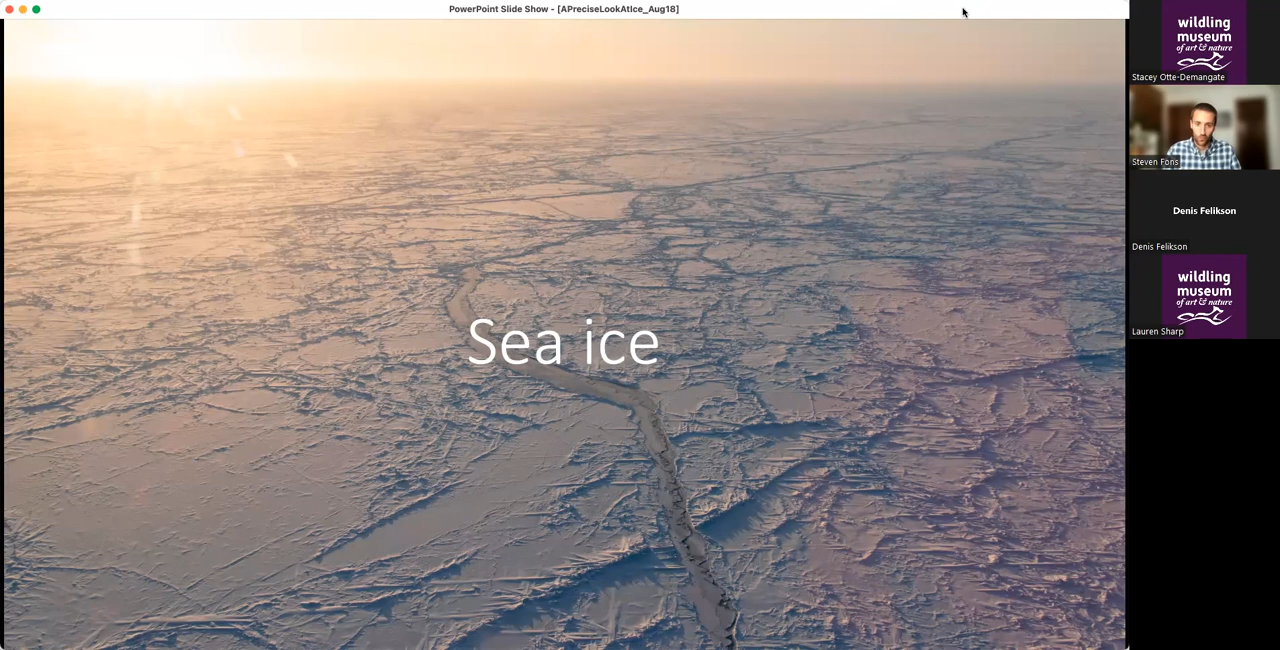 PowerPoint Slide Show - [APreciseLookAtIce_Aug18]
Sea ice
wildling
museum
of art & nature
Stacey Otte-Demangate
Steven Fons
Denis Felikson
Denis Felikson
wildling
museum
of art & nature
Lauren Sharp